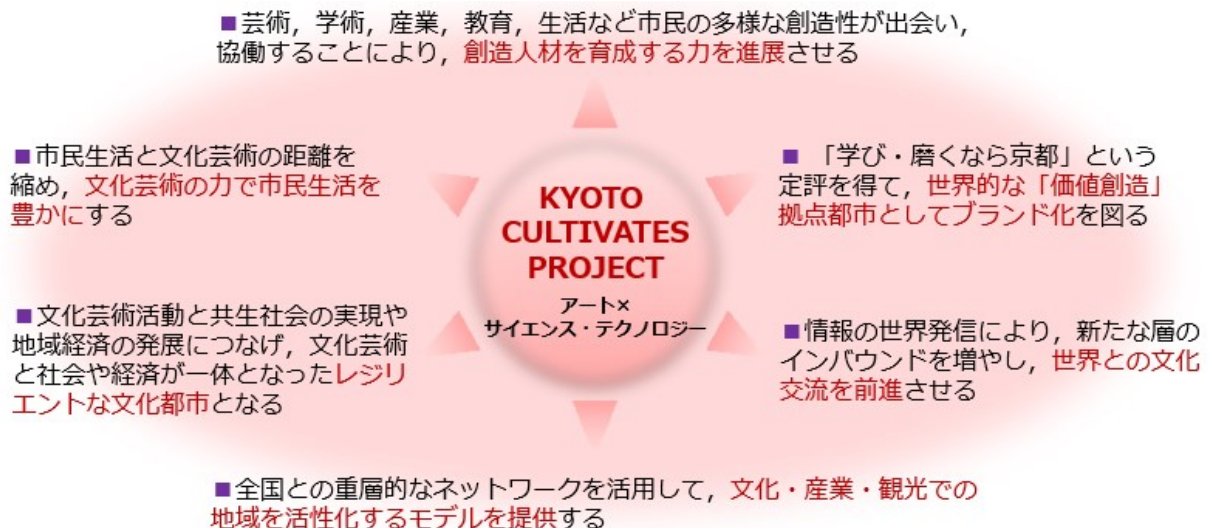 ■芸術，学術，産業，教育，生活など市民の多様な創造性が出会い，
協働することにより，創造人材を育成する力を進展させる
■市民生活と文化芸術の距離を
縮め，文化芸術の力で市民生活を
豊かにする
■ 「学び・磨くなら京都」という
定評を得て，世界的な「価値創造」
拠点都市としてブランド化を図る
KYOTO
CULTIVATES
PROJECT
アート×
サイエンス・テクノロジー
■文化芸術活動と共生社会の実現や
地域経済の発展につなげ，文化芸術
と社会や経済が一体となったレジリ
エントな文化都市となる
■情報の世界発信により，新たな層の
インバウンドを増やし，世界との文化
交流を前進させる
■全国との重層的なネットワークを活用して，文化・産業・観光での
地域を活性化するモデルを提供する